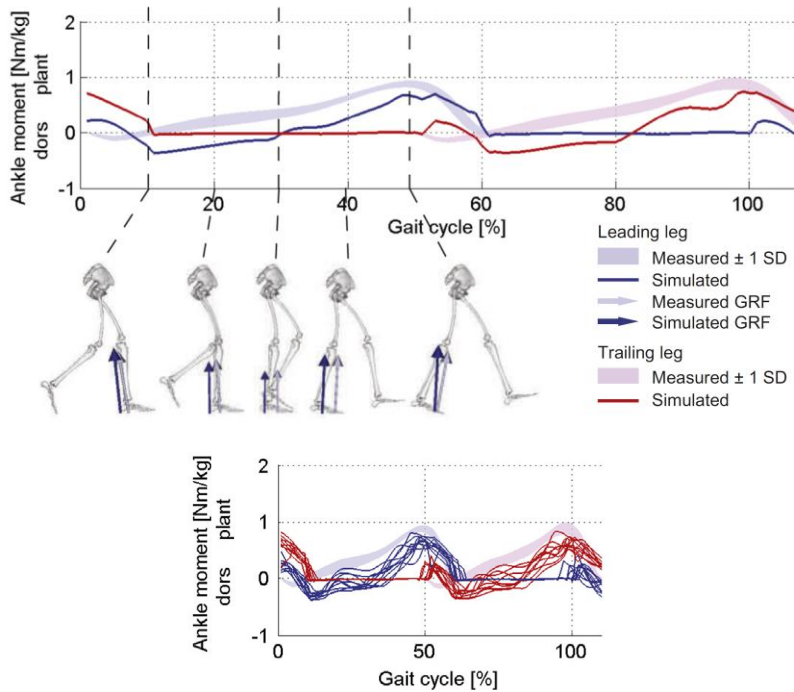 Ankle moment [Nm/kg]
dors plant
2
1
0
-1
0 20 40 60 80 100
Gait cycle [%]
Leading leg
Measured ± 1 SD
Simulated
Measured GRF
Simulated GRF
Trailing leg
Measured ± 1 SD
Simulated
Ankle moment [Nm/kg]
dors plant
2
1
0
-1
0 50 100
Gait cycle [%]